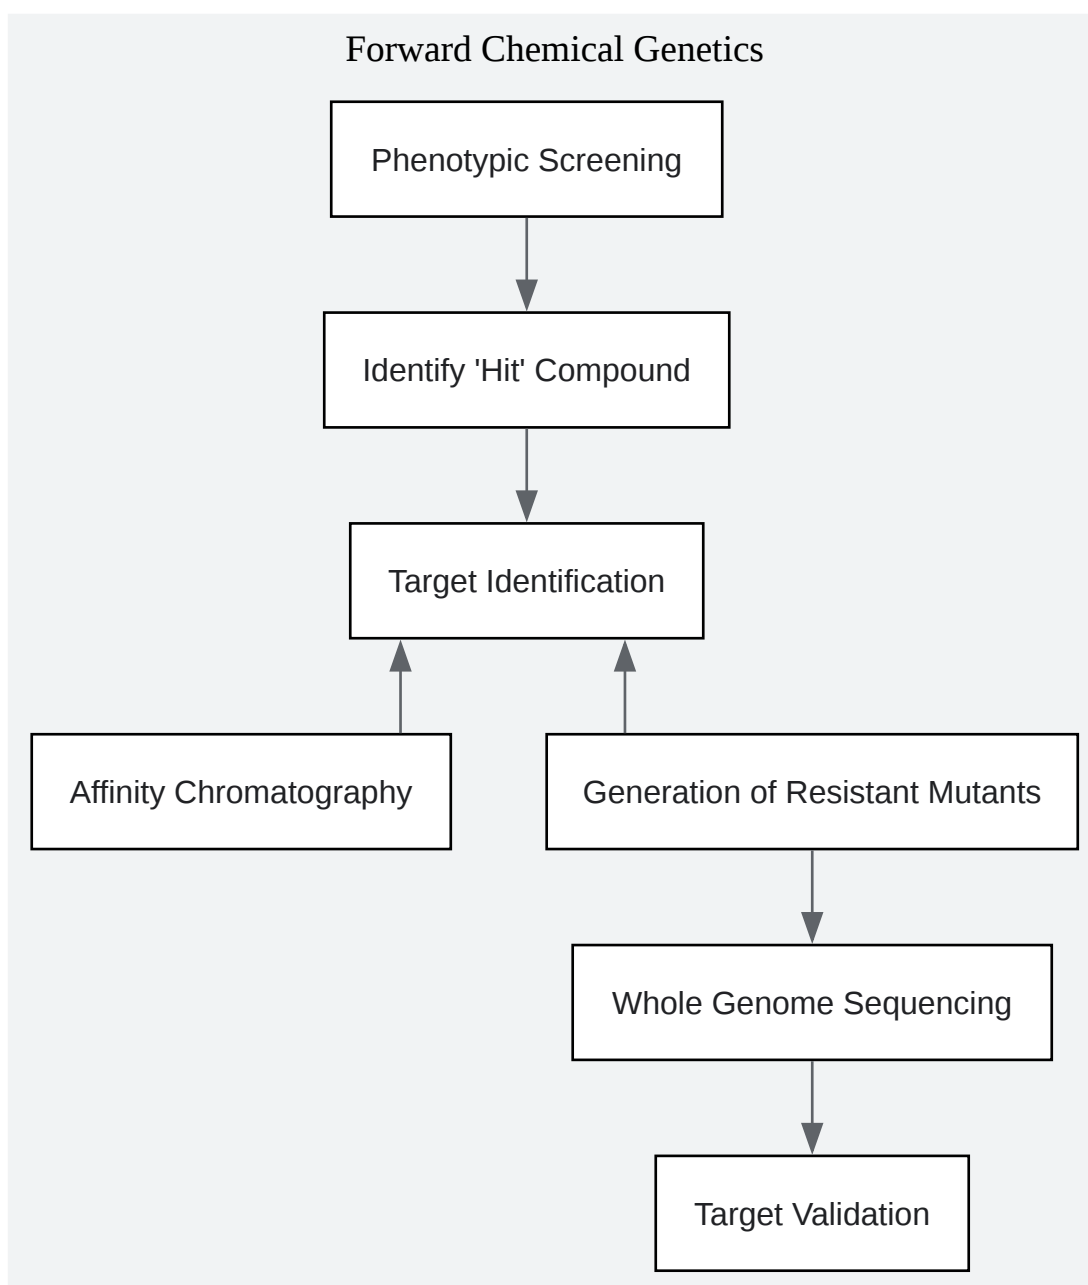 Forward Chemical Genetics
Phenotypic Screening
Identify 'Hit' Compound
Target Identification
Affinity Chromatography
Generation of Resistant Mutants
Whole Genome Sequencing
Target Validation